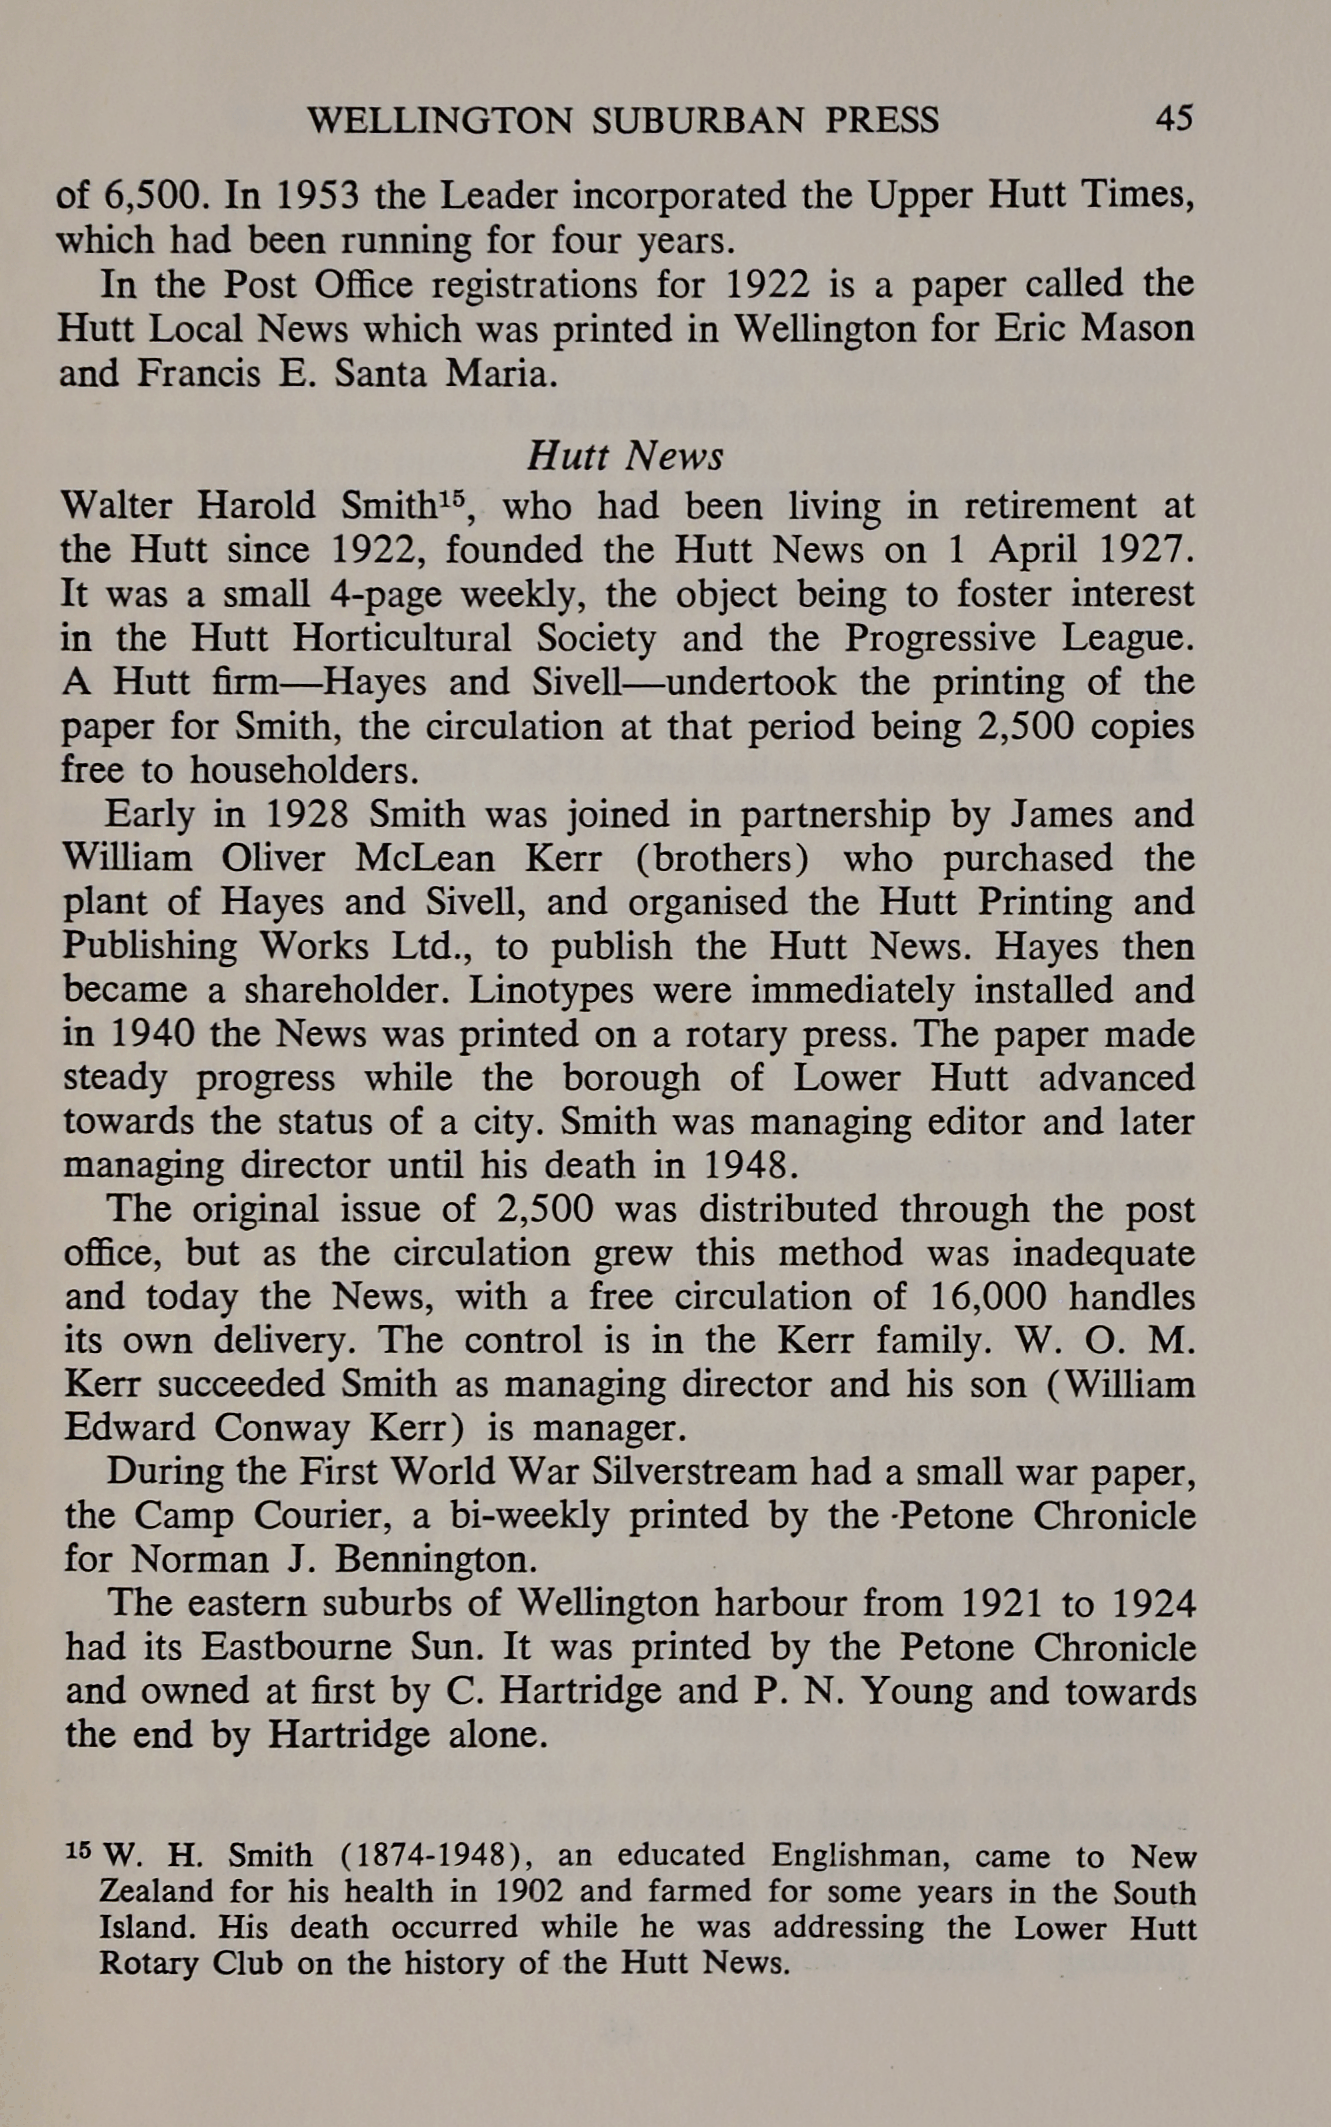 WELLINGTON SUBURBAN PRESS 45
of 6,500. In 1953 the Leader incorporated the Upper Hutt Times,
which had been running for four years.
In the Post Office registrations for 1922 is a paper called the
Hutt Local News which was printed in Wellington for Eric Mason
and Francis E. Santa Maria.
Hutt News
Walter Harold Smith¹⁵, who had been living in retirement at
the Hutt since 1922, founded the Hutt News on 1 April 1927.
It was a small 4-page weekly, the object being to foster interest
in the Hutt Horticultural Society and the Progressive League.
A Hutt firm—Hayes and Sivell—undertook the printing of the
paper for Smith, the circulation at that period being 2,500 copies
free to householders.
Early in 1928 Smith was joined in partnership by James and
William Oliver McLean Kerr (brothers) who purchased the
plant of Hayes and Sivell, and organised the Hutt Printing and
Publishing Works Ltd., to publish the Hutt News. Hayes then
became a shareholder. Linotypes were immediately installed and
in 1940 the News was printed on a rotary press. The paper made
steady progress while the borough of Lower Hutt advanced
towards the status of a city. Smith was managing editor and later
managing director until his death in 1948.
The original issue of 2,500 was distributed through the post
office, but as the circulation grew this method was inadequate
and today the News, with a free circulation of 16,000 handles
its own delivery. The control is in the Kerr family. W. O. M.
Kerr succeeded Smith as managing director and his son (William
Edward Conway Kerr) is manager.
During the First World War Silverstream had a small war paper,
the Camp Courier, a bi-weekly printed by the Petone Chronicle
for Norman J. Bennington.
The eastern suburbs of Wellington harbour from 1921 to 1924
had its Eastbourne Sun. It was printed by the Petone Chronicle
and owned at first by C. Hartridge and P. N. Young and towards
the end by Hartridge alone.
¹⁵ W. H. Smith (1874-1948), an educated Englishman, came to New
Zealand for his health in 1902 and farmed for some years in the South
Island. His death occurred while he was addressing the Lower Hutt
Rotary Club on the history of the Hutt News.